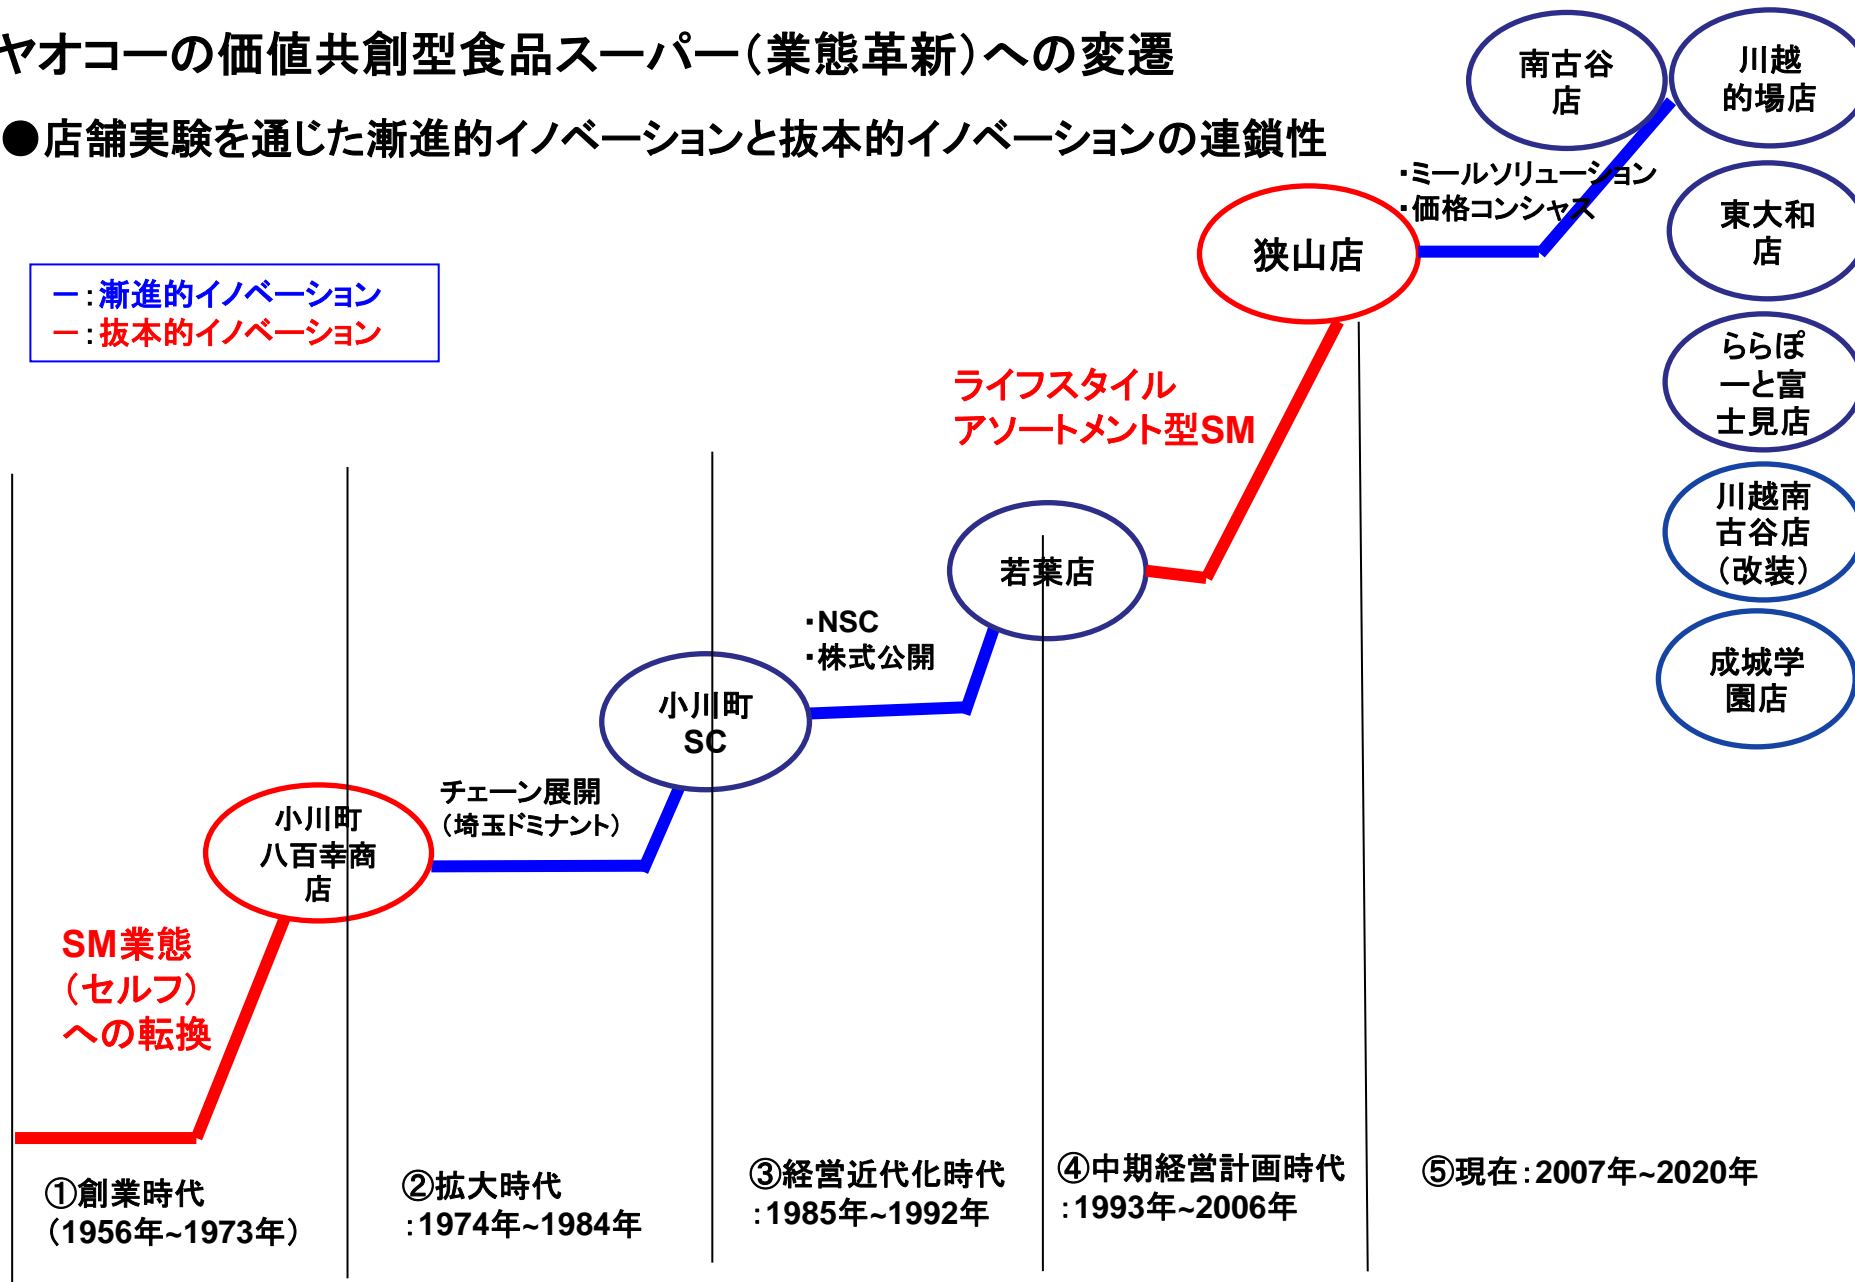 ヤオコーの価値共創型食品スーパー（業態革新）への変遷
●店舗実験を通じた漸進的イノベーションと抜本的イノベーションの連鎖性
－：漸進的イノベーション
－：抜本的イノベーション
南古谷
店
川越
的場店
・ミールソリューション
・価格コンシャス
東大和
店
狭山店
ららぽ
ーと富
士見店
ライフスタイル
アソートメント型SM
川越南
古谷店
（改装）
若葉店
・NSC
・株式公開
成城学
園店
小川町
SC
チェーン展開
（埼玉ドミナント）
小川町
八百幸商
店
SM業態
（セルフ）
への転換
①創業時代
（1956年~1973年）
②拡大時代
：1974年~1984年
③経営近代化時代
：1985年~1992年
④中期経営計画時代
：1993年~2006年
⑤現在：2007年~2020年